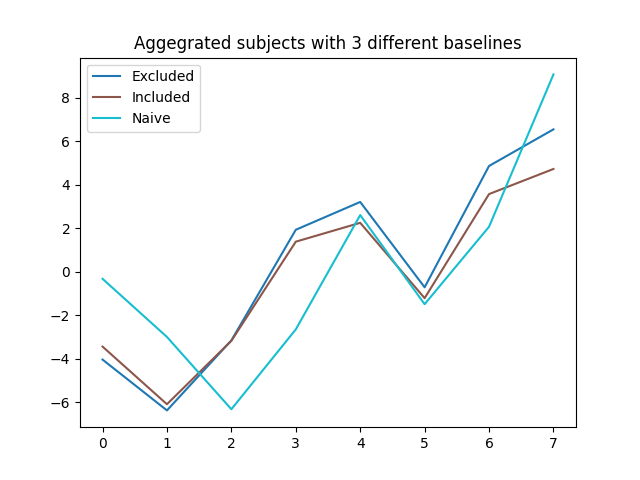 Aggegrated subjects with 3 different baselines
Excluded
Included
Naive
8
6
4
2
0
−2
−4
−6
0 1 2 3 4 5 6 7